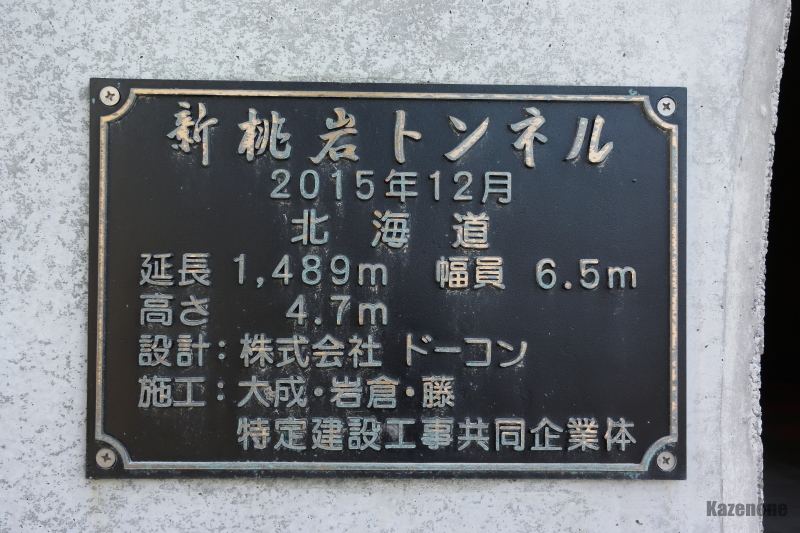 新桃岩トンネル
2015年12月
北海道
延長 1,489m 幅員 6.5m
高さ 4.7m
設計：株式会社 ドーコン
施工：大成・岩倉・藤
特定建設工事共同企業体
Kazenone